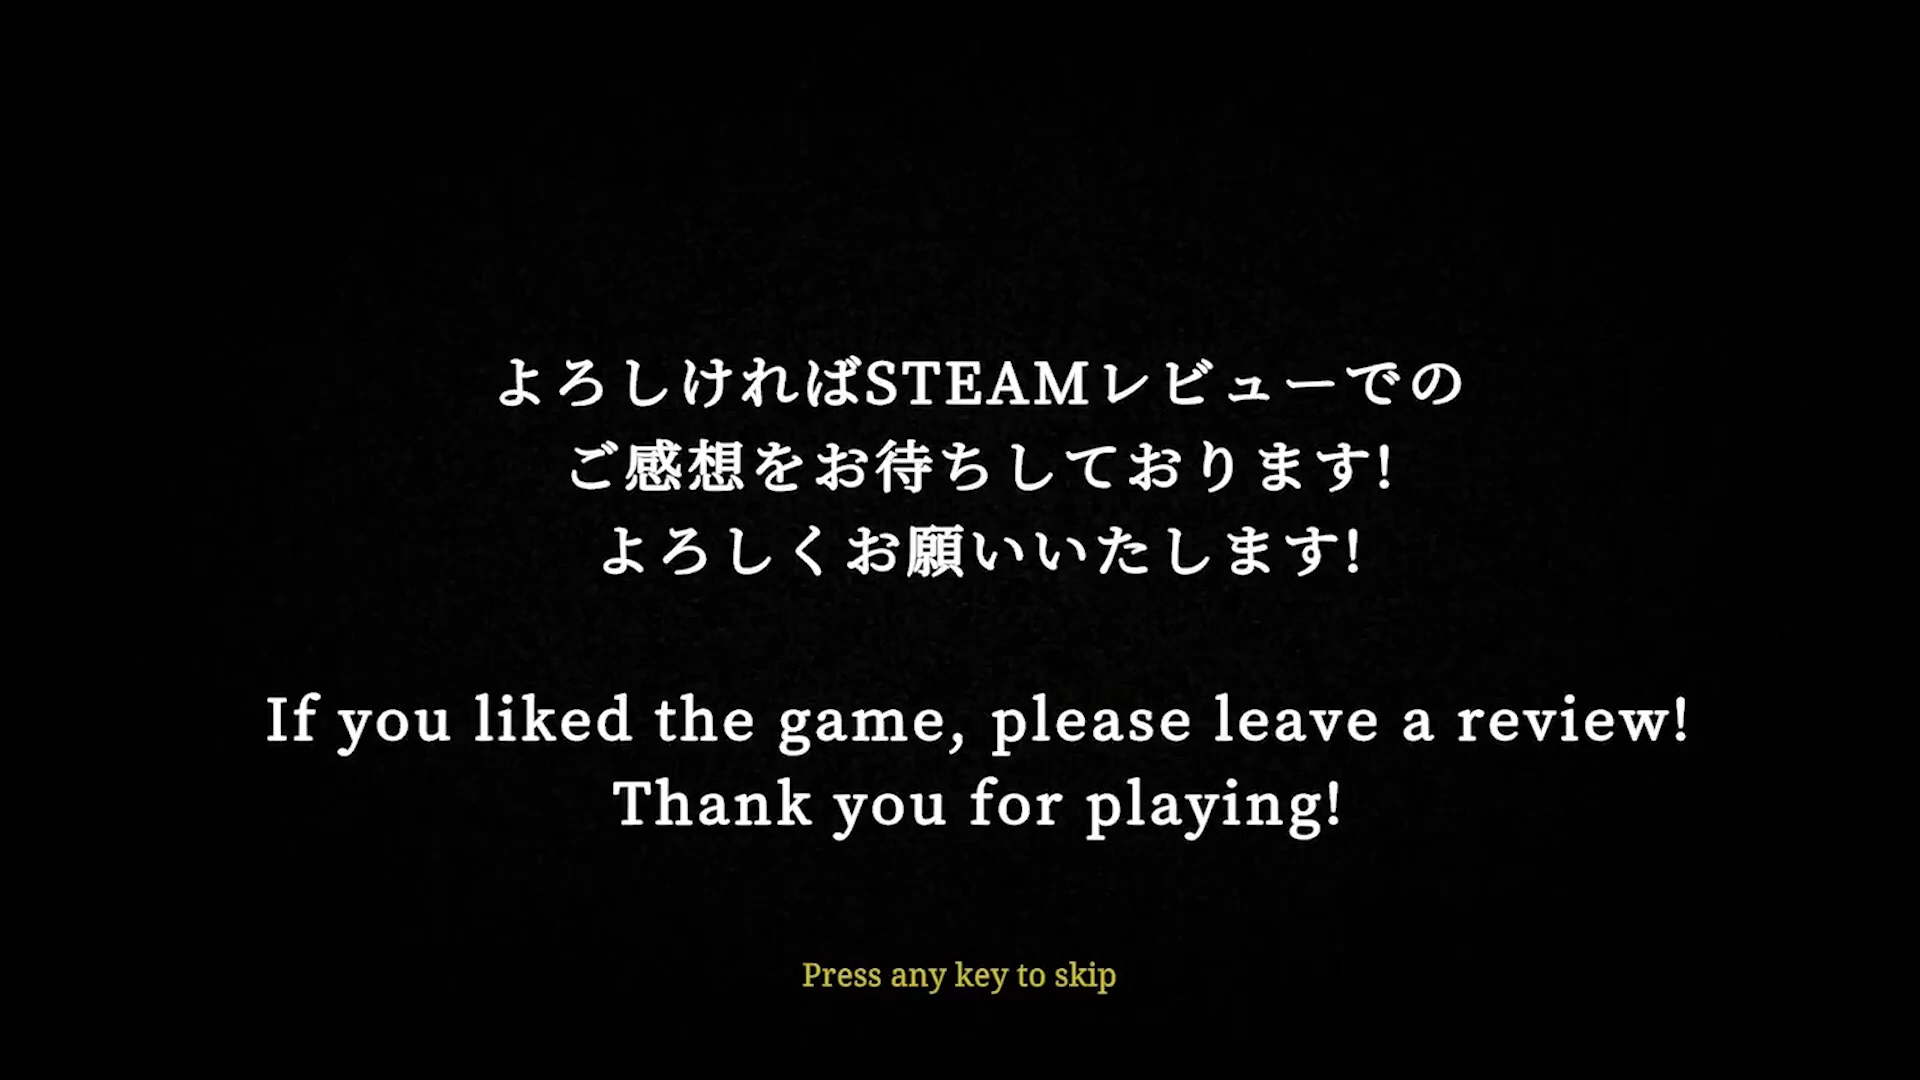 よろしければSTEAMレビューでの
ご感想をお待ちしております!
よろしくお願いいたします!
If you liked the game, please leave a review!
Thank you for playing!
Press any key to skip